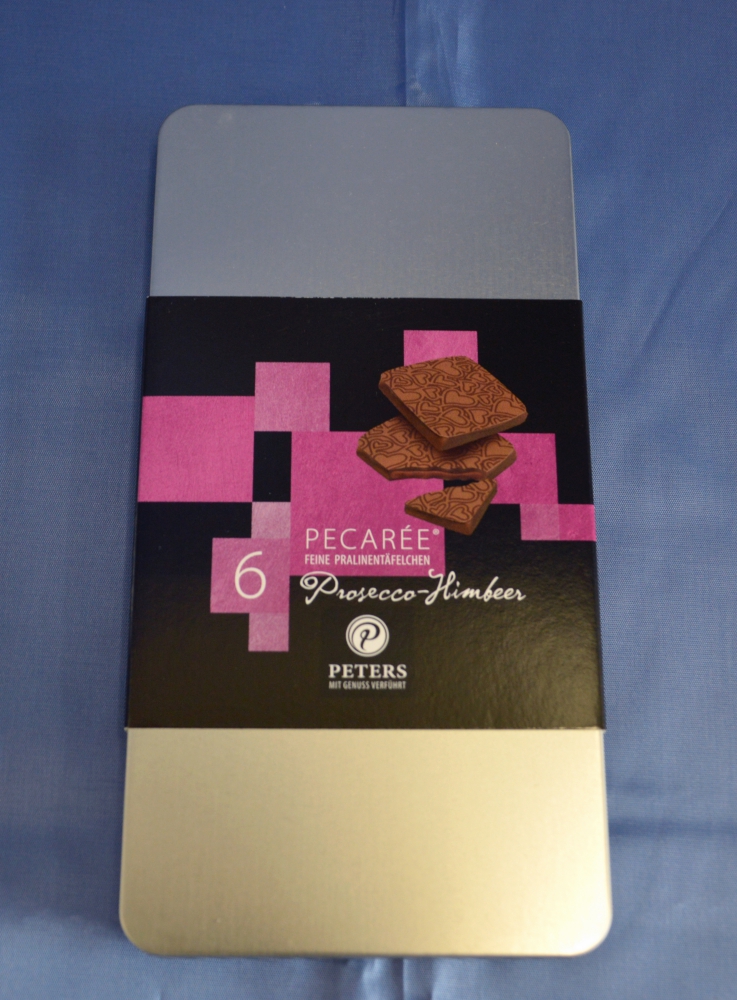 PECARÉE®
FEINE PRALINENTÄFELCHEN
6
Prosecco-Himbeer
P
PETERS
MIT GENUSS VERFÜHRT